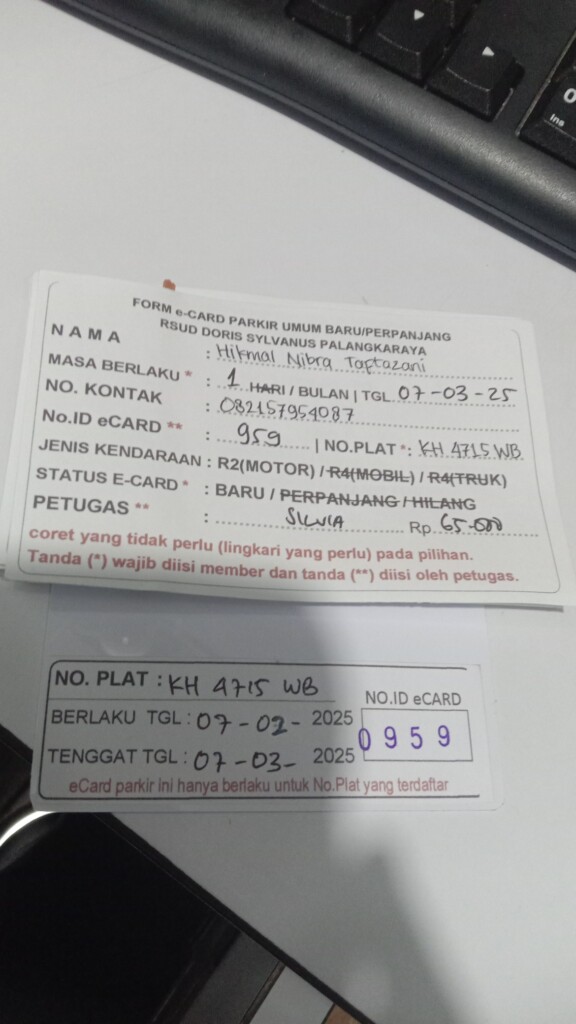 0
Ins
FORM e-CARD PARKIR UMUM BARU/PERPANJANG
RSUD DORIS SYLVANUS PALANGKARAYA
NAMA : Hikmal Nibra Taftazani
MASA BERLAKU * : 1 HARI / BULAN | TGL 07-03-25
NO. KONTAK : 082157954087
No.ID eCARD ** : 959 | NO.PLAT *: KH 4715 WB
JENIS KENDARAAN : R2(MOTOR) / R4(MOBIL) / R4(TRUK)
STATUS E-CARD * : BARU / PERPANJANG / HILANG
PETUGAS ** : SILVIA Rp 65.000
coret yang tidak perlu (lingkari yang perlu) pada pilihan.
Tanda (*) wajib diisi member dan tanda (**) diisi oleh petugas.
NO. PLAT : KH 4715 WB
BERLAKU TGL : 07-02- 2025
TENGGAT TGL : 07-03- 2025
NO.ID eCARD
0959
eCard parkir ini hanya berlaku untuk No.Plat yang terdaftar